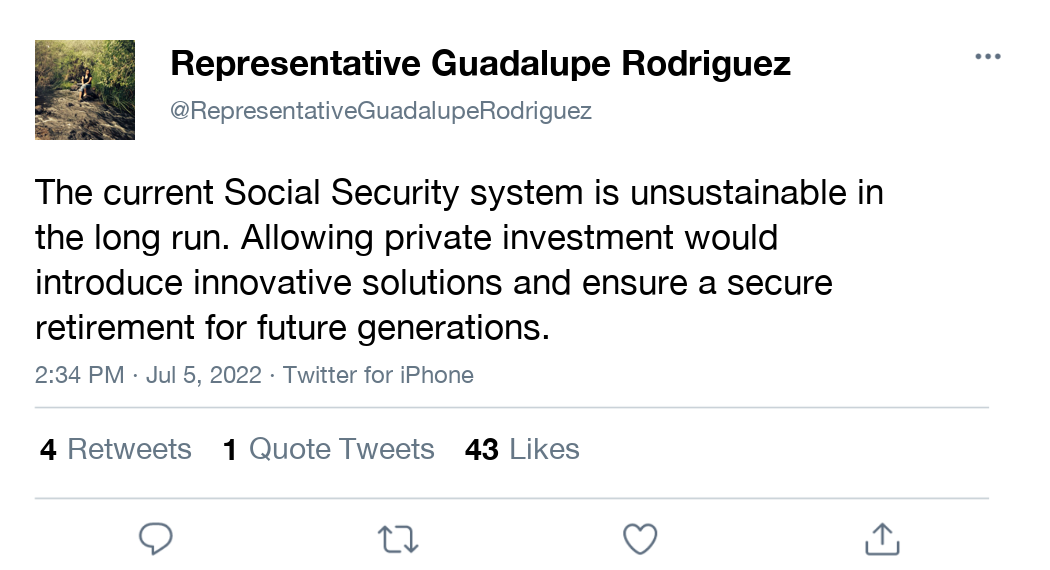 Representative Guadalupe Rodriguez
@RepresentativeGuadalupeRodriguez
The current Social Security system is unsustainable in
the long run. Allowing private investment would
introduce innovative solutions and ensure a secure
retirement for future generations.
2:34 PM · Jul 5, 2022 · Twitter for iPhone
4 Retweets 1 Quote Tweets 43 Likes